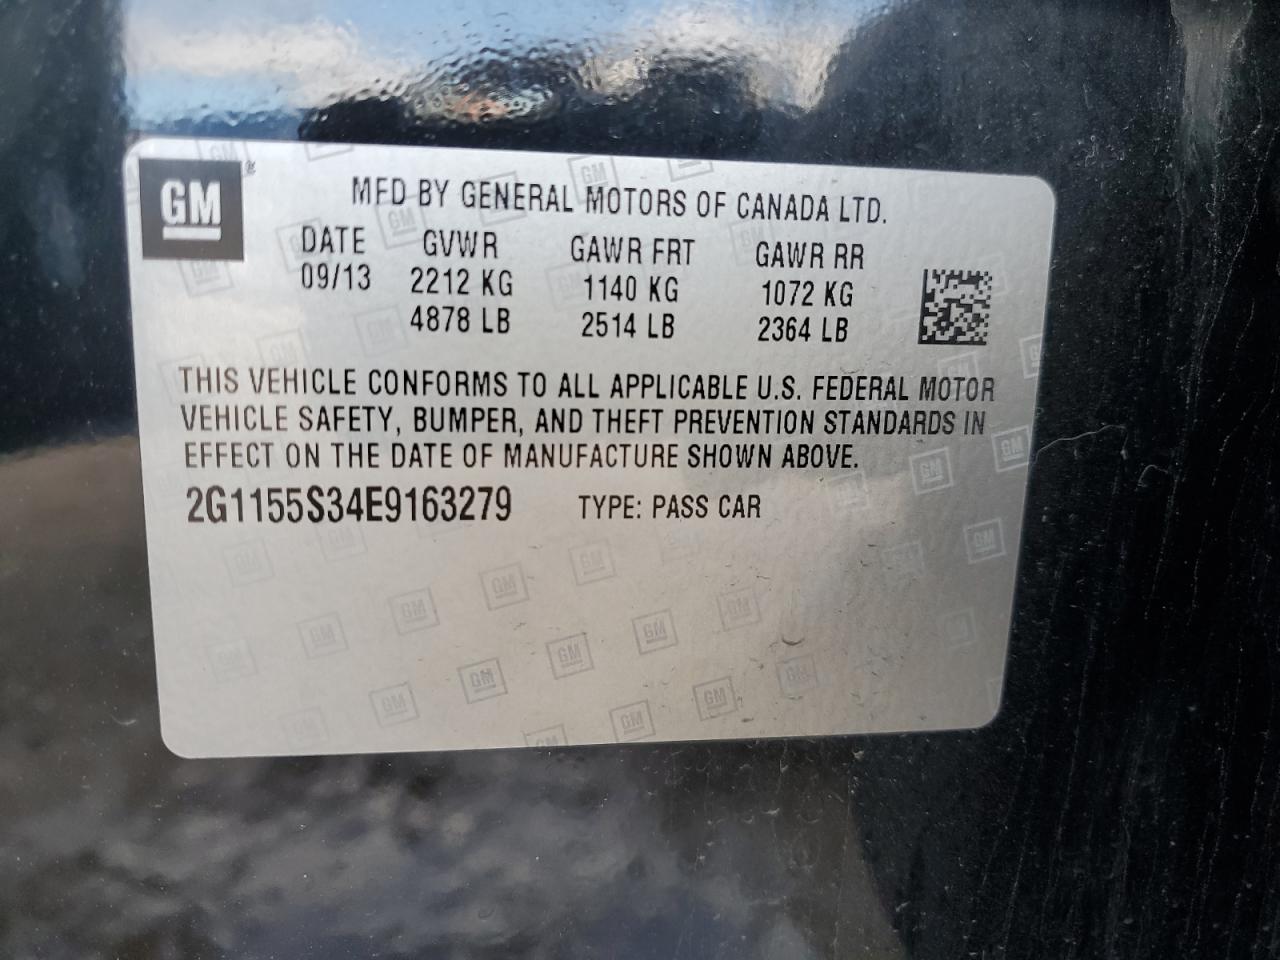 GM
MFD BY GENERAL MOTORS OF CANADA LTD.
DATE GVWR GAWR FRT GAWR RR
09/13 2212 KG 1140 KG 1072 KG
4878 LB 2514 LB 2364 LB
THIS VEHICLE CONFORMS TO ALL APPLICABLE U.S. FEDERAL MOTOR
VEHICLE SAFETY, BUMPER, AND THEFT PREVENTION STANDARDS IN
EFFECT ON THE DATE OF MANUFACTURE SHOWN ABOVE.
2G1155S34E9163279 TYPE: PASS CAR